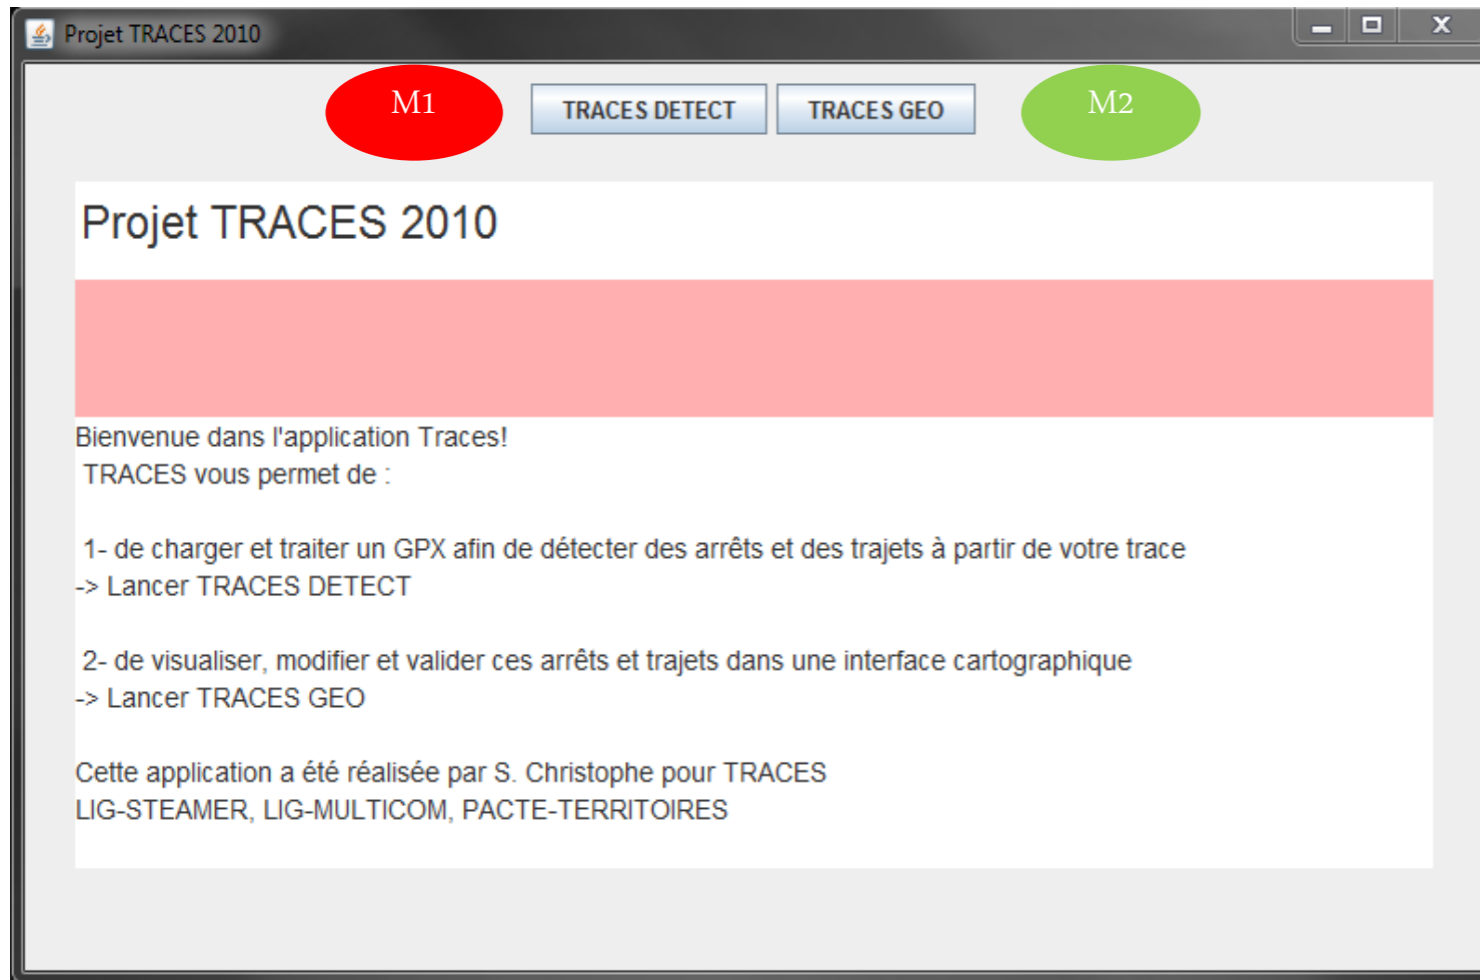 Projet TRACES 2010
M1
TRACES DETECT
TRACES GEO
M2
Projet TRACES 2010
Bienvenue dans l'application Traces!
TRACES vous permet de :
1- de charger et traiter un GPX afin de détecter des arrêts et des trajets à partir de votre trace
-> Lancer TRACES DETECT
2- de visualiser, modifier et valider ces arrêts et trajets dans une interface cartographique
-> Lancer TRACES GEO
Cette application a été réalisée par S. Christophe pour TRACES
LIG-STEAMER, LIG-MULTICOM, PACTE-TERRITOIRES